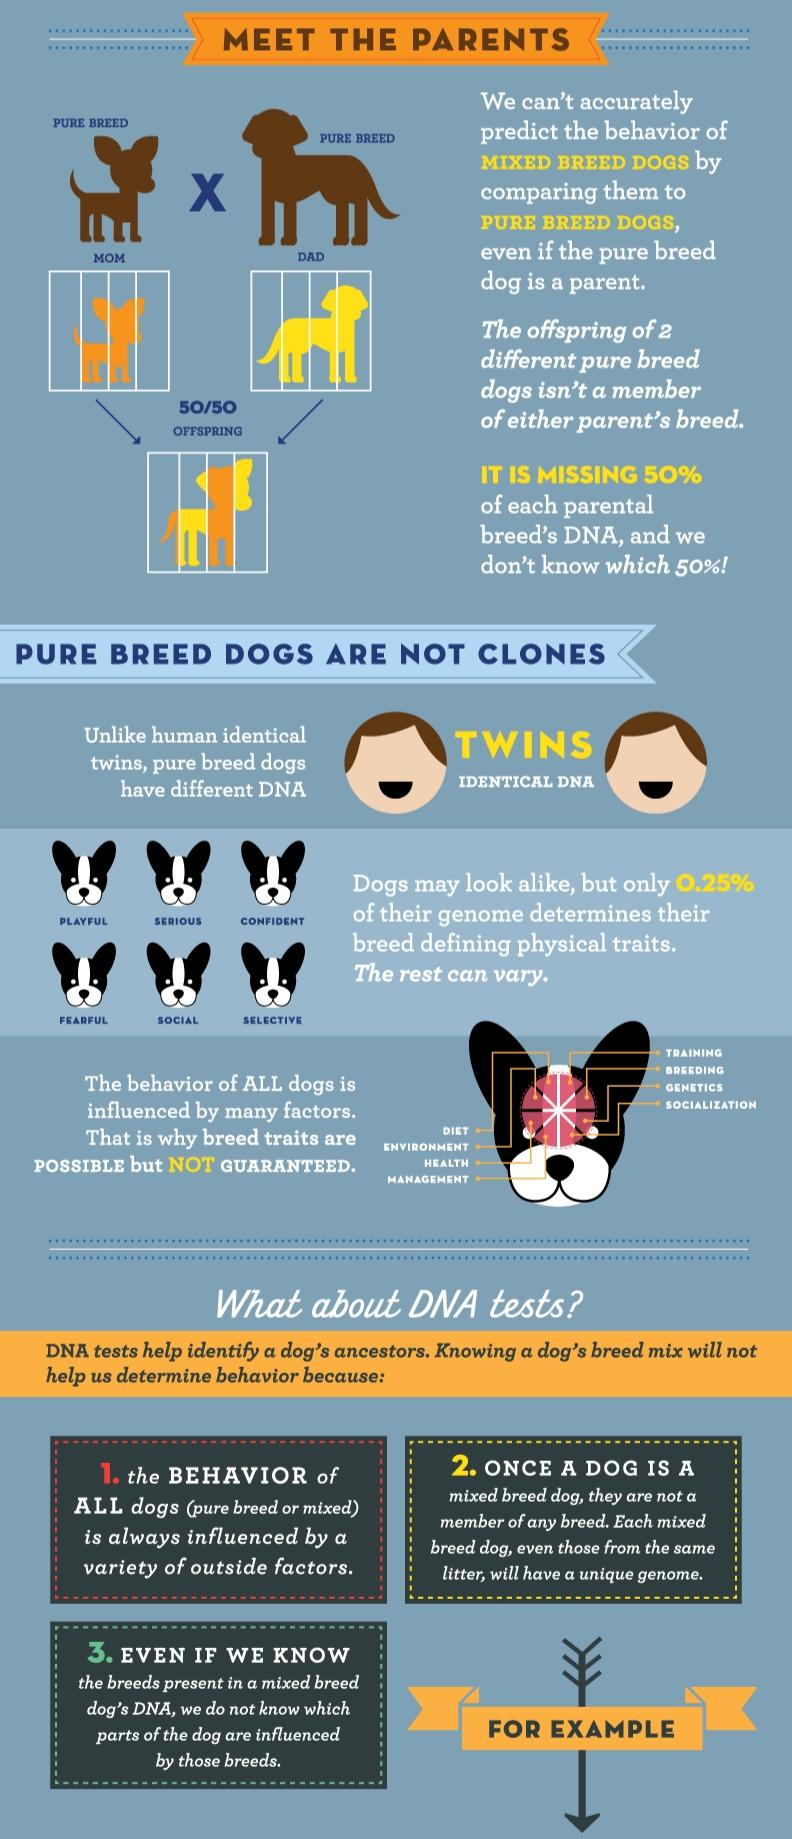 MEET THE PARENTS
PURE BREED
PURE BREED
X
MOM
DAD
50/50
OFFSPRING
We can't accurately
predict the behavior of
MIXED BREED DOGS by
comparing them to
PURE BREED DOGS,
even if the pure breed
dog is a parent.
The offspring of 2
different pure breed
dogs isn't a member
of either parent's breed.
IT IS MISSING 50%
of each parental
breed's DNA, and we
don't know which 50%!
PURE BREED DOGS ARE NOT CLONES
Unlike human identical
twins, pure breed dogs
have different DNA
TWINS
IDENTICAL DNA
PLAYFUL
SERIOUS
CONFIDENT
FEARFUL
SOCIAL
SELECTIVE
Dogs may look alike, but only 0.25%
of their genome determines their
breed defining physical traits.
The rest can vary.
The behavior of ALL dogs is
influenced by many factors.
That is why breed traits are
POSSIBLE but NOT GUARANTEED.
TRAINING
BREEDING
GENETICS
SOCIALIZATION
DIET
ENVIRONMENT
HEALTH
MANAGEMENT
What about DNA tests?
DNA tests help identify a dog's ancestors. Knowing a dog's breed mix will not
help us determine behavior because:
1. the BEHAVIOR of
ALL dogs (pure breed or mixed)
is always influenced by a
variety of outside factors.
2. ONCE A DOG IS A
mixed breed dog, they are not a
member of any breed. Each mixed
breed dog, even those from the same
litter, will have a unique genome.
3. EVEN IF WE KNOW
the breeds present in a mixed breed
dog's DNA, we do not know which
parts of the dog are influenced
by those breeds.
FOR EXAMPLE